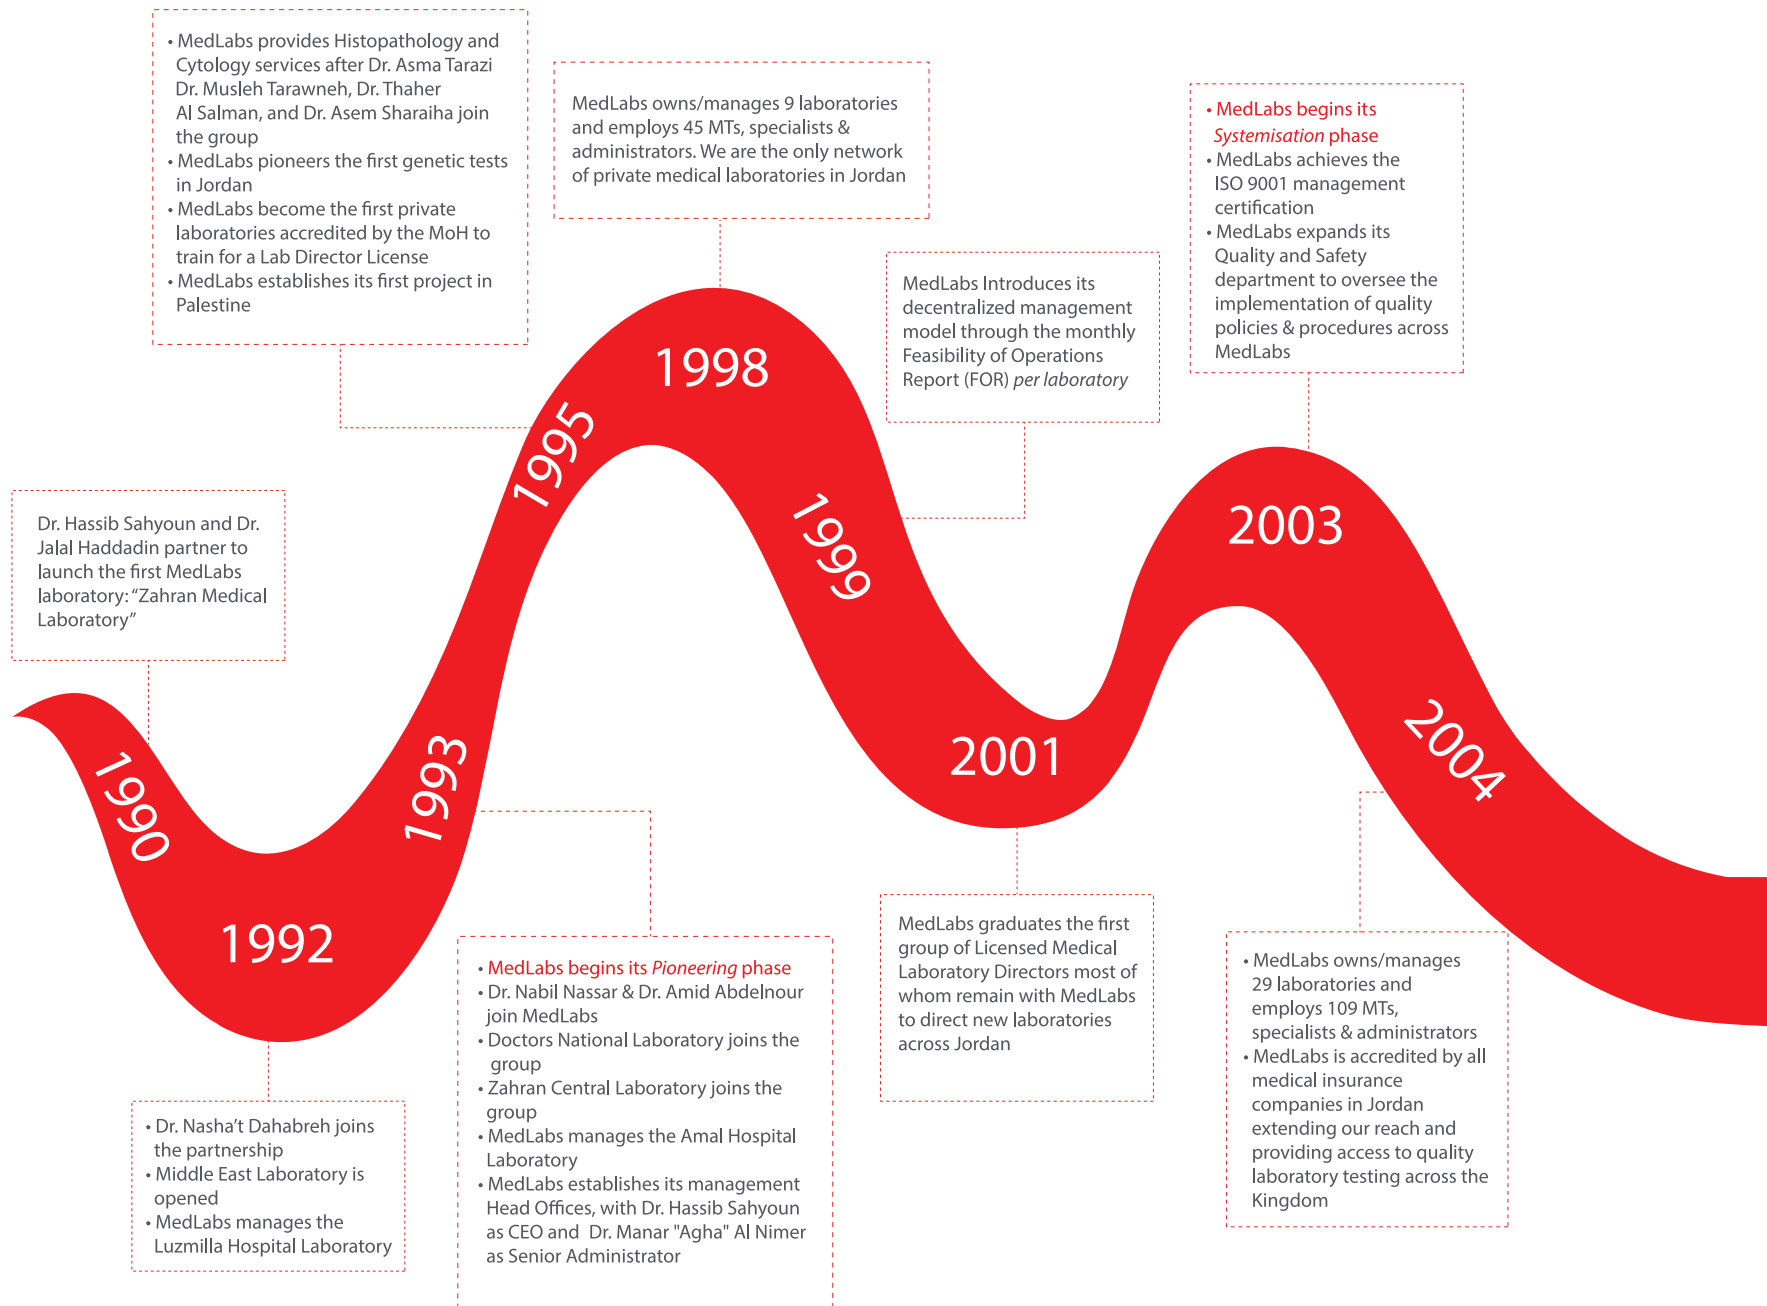 Dr. Hassib Sahyoun and Dr.
Jalal Haddadin partner to
launch the first MedLabs
laboratory: “Zahran Medical
Laboratory”
1990
1992
• Dr. Nasha’t Dahabreh joins
the partnership
• Middle East Laboratory is
opened
• MedLabs manages the
Luzmilla Hospital Laboratory
1993
• MedLabs begins its Pioneering phase
• Dr. Nabil Nassar & Dr. Amid Abdelnour
join MedLabs
• Doctors National Laboratory joins the
group
• Zahran Central Laboratory joins the
group
• MedLabs manages the Amal Hospital
Laboratory
• MedLabs establishes its management
Head Offices, with Dr. Hassib Sahyoun
as CEO and Dr. Manar "Agha" Al Nimer
as Senior Administrator
• MedLabs provides Histopathology and
Cytology services after Dr. Asma Tarazi
Dr. Musleh Tarawneh, Dr. Thaher
Al Salman, and Dr. Asem Sharaiha join
the group
• MedLabs pioneers the first genetic tests
in Jordan
• MedLabs become the first private
laboratories accredited by the MoH to
train for a Lab Director License
• MedLabs establishes its first project in
Palestine
1995
MedLabs owns/manages 9 laboratories
and employs 45 MTs, specialists &
administrators. We are the only network
of private medical laboratories in Jordan
1998
MedLabs Introduces its
decentralized management
model through the monthly
Feasibility of Operations
Report (FOR) per laboratory
1999
2001
MedLabs graduates the first
group of Licensed Medical
Laboratory Directors most of
whom remain with MedLabs
to direct new laboratories
across Jordan
• MedLabs begins its
Systemisation phase
• MedLabs achieves the
ISO 9001 management
certification
• MedLabs expands its
Quality and Safety
department to oversee the
implementation of quality
policies & procedures across
MedLabs
2003
2004
• MedLabs owns/manages
29 laboratories and
employs 109 MTs,
specialists & administrators
• MedLabs is accredited by all
medical insurance
companies in Jordan
extending our reach and
providing access to quality
laboratory testing across the
Kingdom